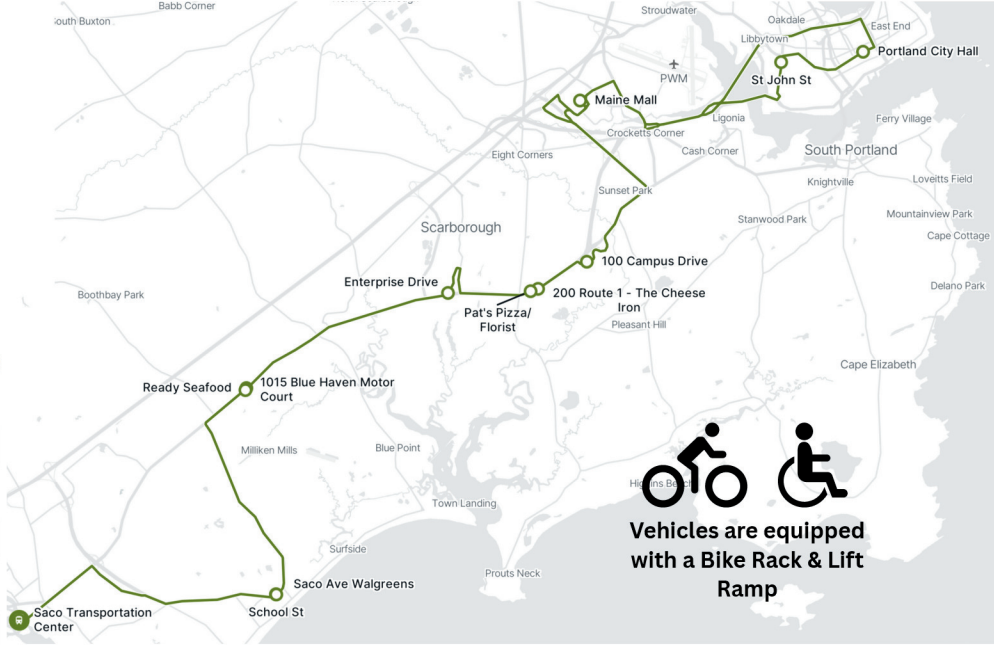 Babb Corner
South Buxton
Stroudwater
Oakdale
East End
Libbytown
Portland City Hall
PWM
St John St
Maine Mall
Ligonia
Ferry Village
Crocketts Corner
Cash Corner
South Portland
Eight Corners
Knightville
Loveitts Field
Sunset Park
Mountainview Park
Stanwood Park
Scarborough
Cape Cottage
100 Campus Drive
Enterprise Drive
Delano Park
Boothbay Park
200 Route 1 - The Cheese
Iron
Pat's Pizza/
Florist
Pleasant Hill
Cape Elizabeth
Ready Seafood
1015 Blue Haven Motor
Court
Milliken Mills
Blue Point
Higgins Beach
Town Landing
Vehicles are equipped
with a Bike Rack & Lift
Ramp
Surfside
Prouts Neck
Saco Ave Walgreens
School St
Saco Transportation
Center